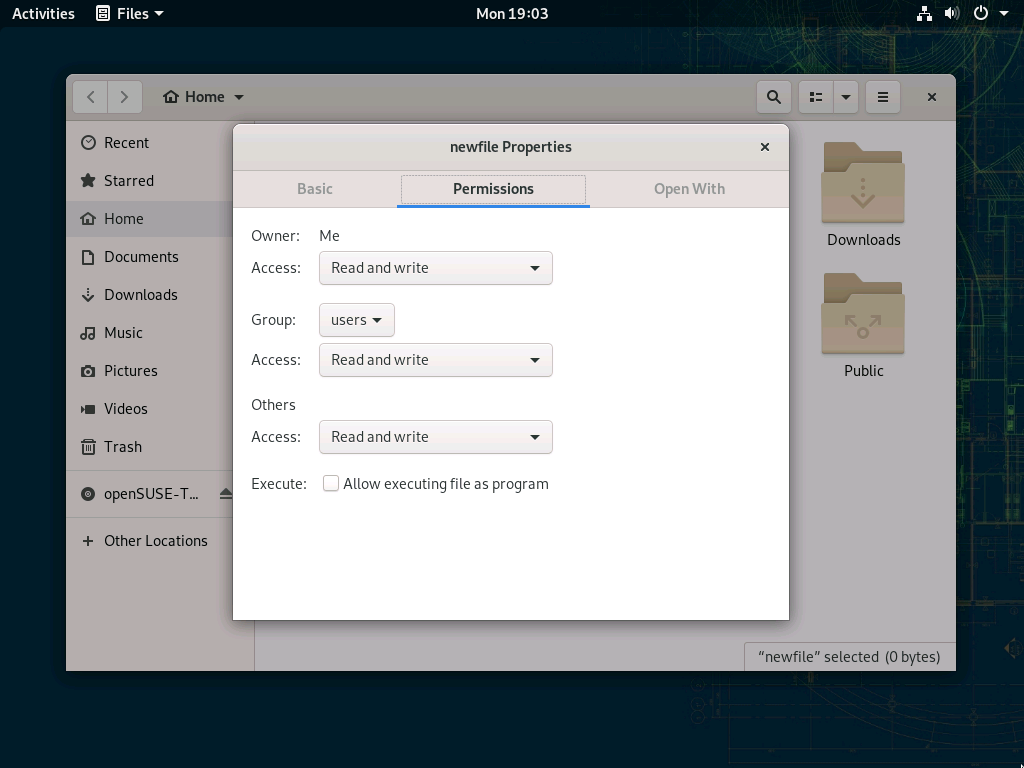 Activities Files Mon 19:03
Home
Recent
Starred
Home
Documents
Downloads
Music
Pictures
Videos
Trash
openSUSE-T...
Other Locations
newfile Properties
Basic Permissions Open With
Owner: Me
Access: Read and write
Group: users
Access: Read and write
Others
Access: Read and write
Execute: Allow executing file as program
Downloads
Public
“newfile” selected (0 bytes)